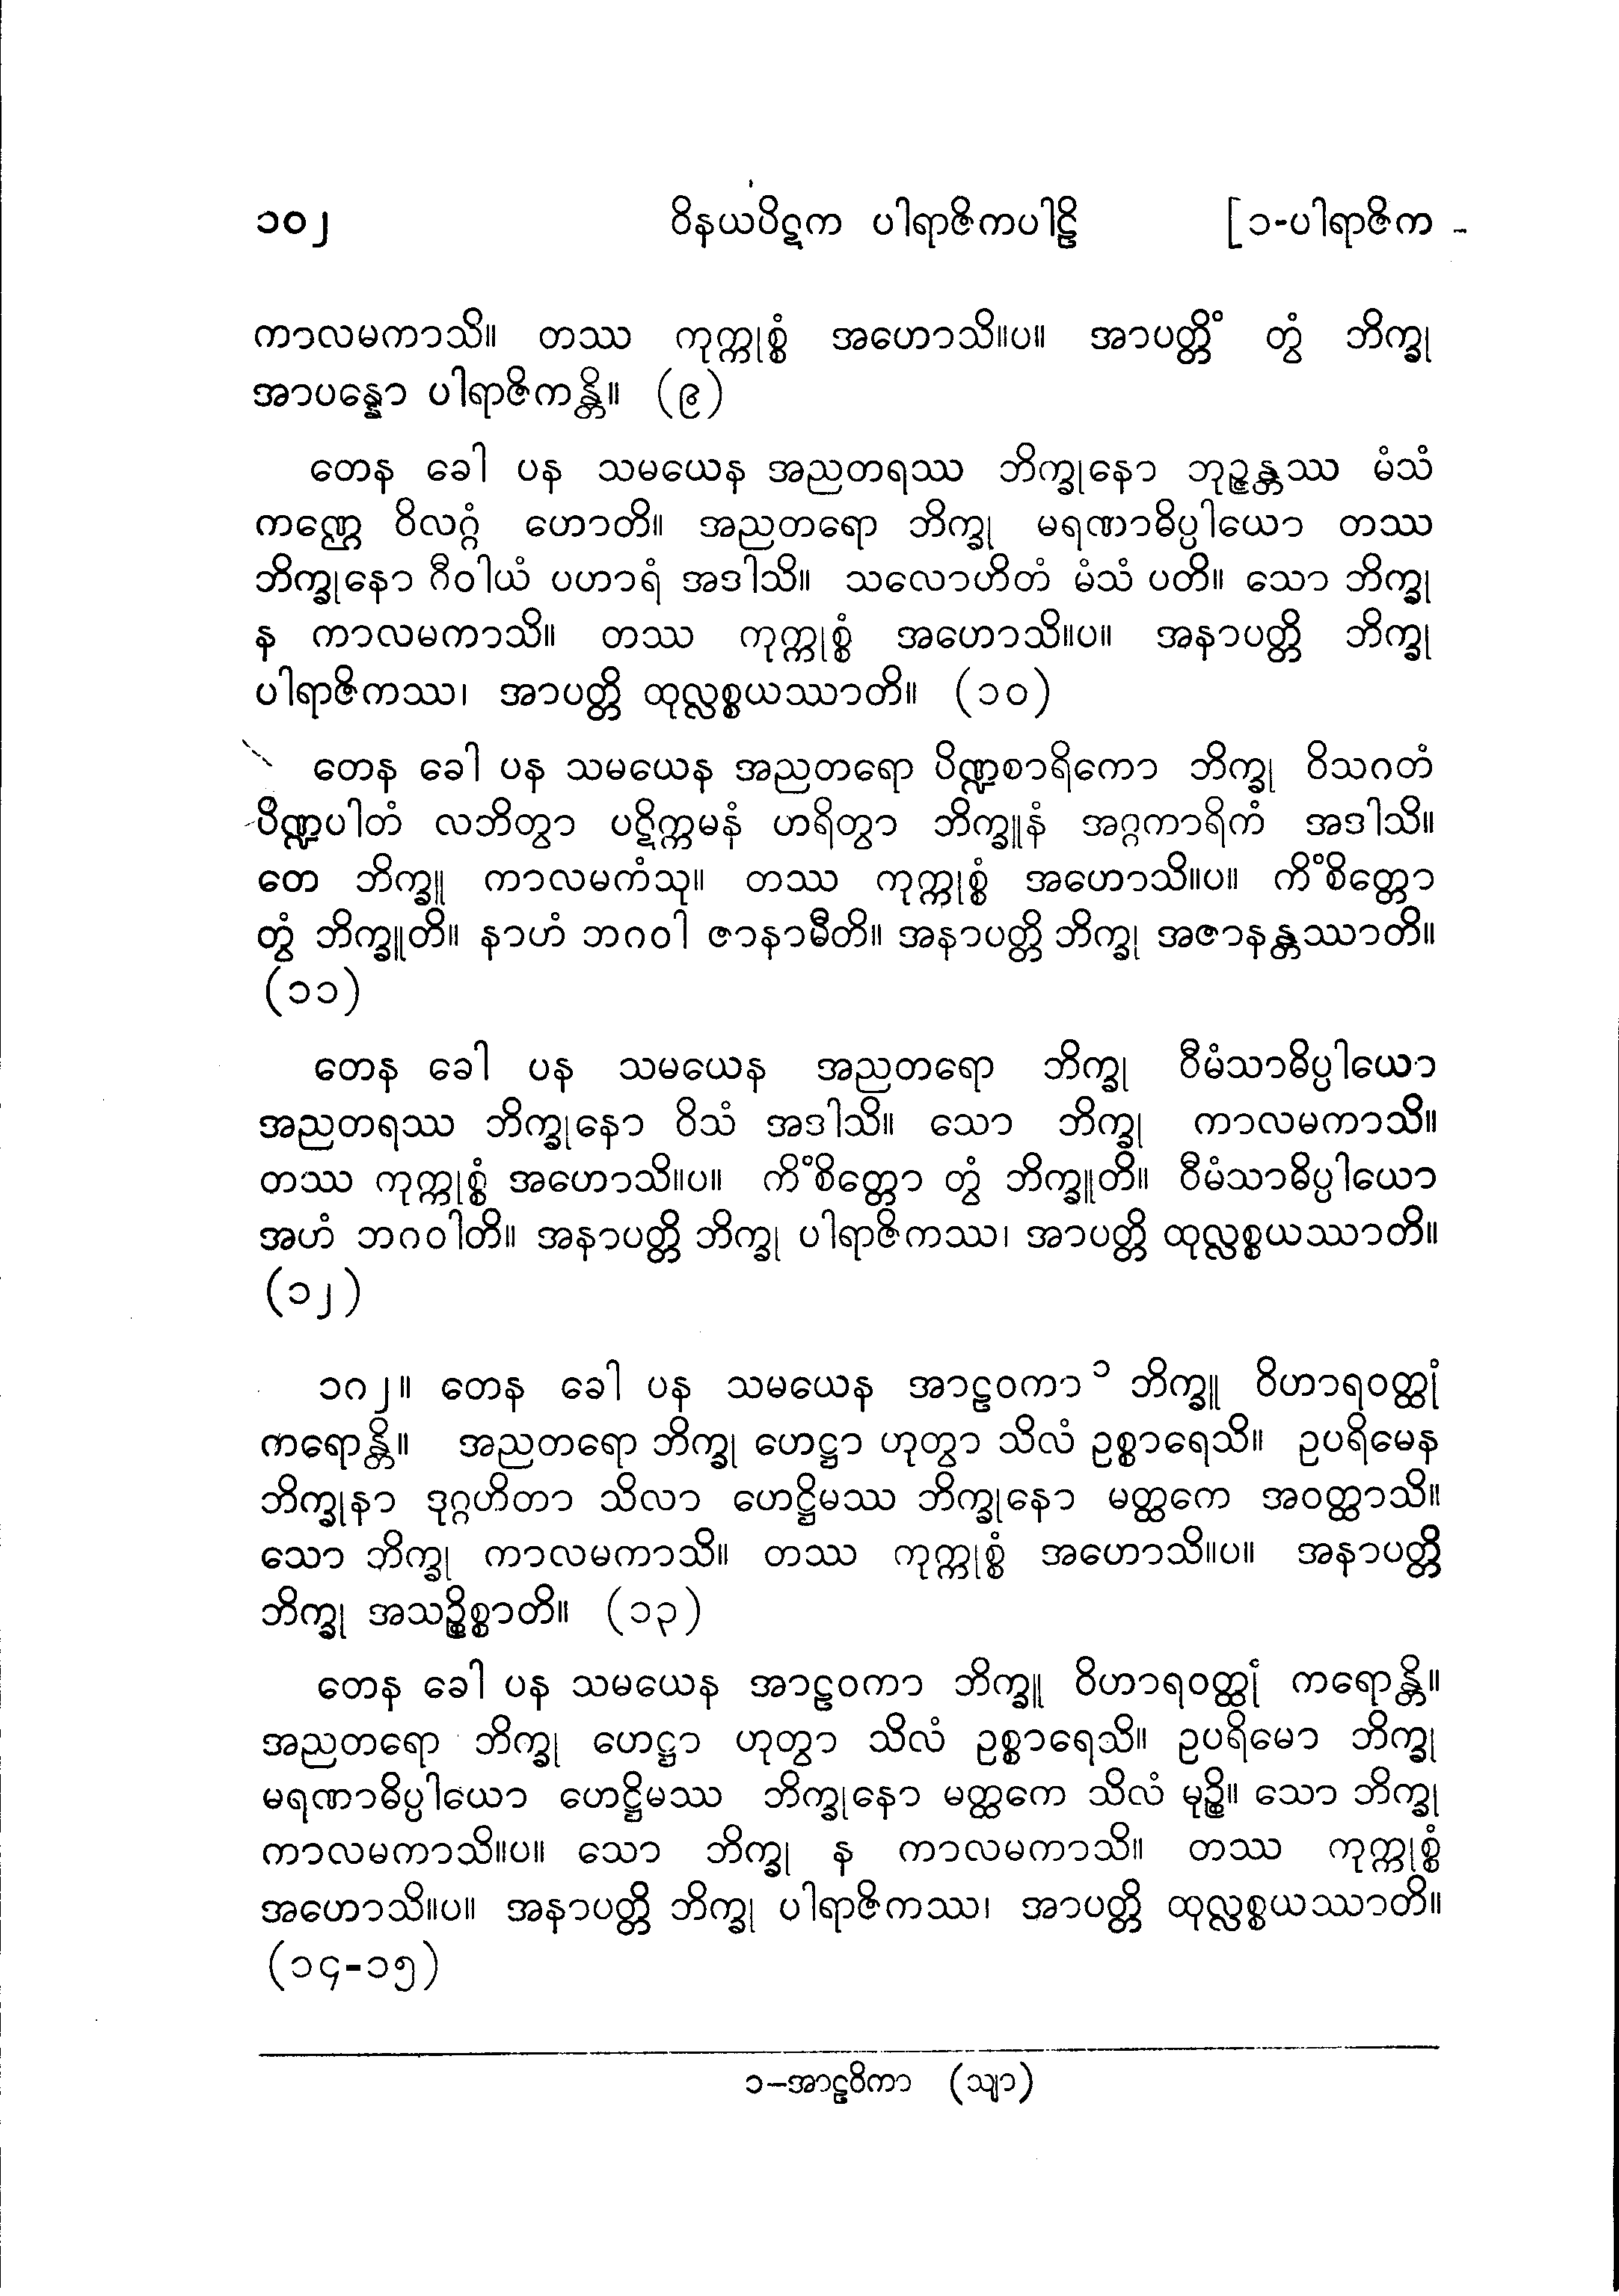 ၁၀၂ ဝိနယပိဋက ပါရာဇိကပါဠိ [၁-ပါရာဇိက -
ကာလမကာသိ။ တဿ ကုက္ကုစ္စံ အဟောသိ။ပ။ အာပတ္တိံ တွံ ဘိက္ခု
အာပန္နော ပါရာဇိကန္တိ။ (၉)
တေန ခေါ ပန သမယေန အညတရဿ ဘိက္ခုနော ဘုဉ္ဇန္တဿ မံသံ
ကဏ္ဌေ ဝိလဂ္ဂံ ဟောတိ။ အညတရော ဘိက္ခု မရဏာဓိပ္ပါယော တဿ
ဘိက္ခုနော ဂီဝါယံ ပဟာရံ အဒါသိ။ သလောဟိတံ မံသံ ပတိ။ သော ဘိက္ခု
န ကာလမကာသိ။ တဿ ကုက္ကုစ္စံ အဟောသိ။ပ။ အနာပတ္တိ ဘိက္ခု
ပါရာဇိကဿ၊ အာပတ္တိ ထုလ္လစ္စယဿာတိ။ (၁၀)
တေန ခေါ ပန သမယေန အညတရော ပိဏ္ဍစာရိကော ဘိက္ခု ဝိသဂတံ
ပိဏ္ဍပါတံ လဘိတွာ ပဋိက္ကမနံ ဟရိတွာ ဘိက္ခူနံ အဂ္ဂကာရိကံ အဒါသိ။
တေ ဘိက္ခူ ကာလမကံသု။ တဿ ကုက္ကုစ္စံ အဟောသိ။ပ။ ကိံစိတ္တော
တွံ ဘိက္ခူတိ။ နာဟံ ဘဂဝါ ဇာနာမီတိ။ အနာပတ္တိ ဘိက္ခု အဇာနန္တဿာတိ။
(၁၁)
တေန ခေါ ပန သမယေန အညတရော ဘိက္ခု ဝီမံသာဓိပ္ပါယော
အညတရဿ ဘိက္ခုနော ဝိသံ အဒါသိ။ သော ဘိက္ခု ကာလမကာသိ။
တဿ ကုက္ကုစ္စံ အဟောသိ။ပ။ ကိံစိတ္တော တွံ ဘိက္ခူတိ။ ဝီမံသာဓိပ္ပါယော
အဟံ ဘဂဝါတိ။ အနာပတ္တိ ဘိက္ခု ပါရာဇိကဿ၊ အာပတ္တိ ထုလ္လစ္စယဿာတိ။
(၁၂)
၁၈၂။ တေန ခေါ ပန သမယေန အာဠဝကာ ၁ ဘိက္ခူ ဝိဟာရဝတ္ထုံ
ကရောန္တိ။ အညတရော ဘိက္ခု ဟေဋ္ဌာ ဟုတွာ သိလံ ဥစ္စာရေသိ။ ဥပရိမေန
ဘိက္ခုနာ ဒုဂ္ဂဟိတာ သိလာ ဟေဋ္ဌိမဿ ဘိက္ခုနော မတ္ထကေ အဝတ္ထာသိ။
သော ဘိက္ခု ကာလမကာသိ။ တဿ ကုက္ကုစ္စံ အဟောသိ။ပ။ အနာပတ္တိ
ဘိက္ခု အသဉ္စိစ္စာတိ။ (၁၃)
တေန ခေါ ပန သမယေန အာဠဝကာ ဘိက္ခူ ဝိဟာရဝတ္ထုံ ကရောန္တိ။
အညတရော ဘိက္ခု ဟေဋ္ဌာ ဟုတွာ သိလံ ဥစ္စာရေသိ။ ဥပရိမော ဘိက္ခု
မရဏာဓိပ္ပါယော ဟေဋ္ဌိမဿ ဘိက္ခုနော မတ္ထကေ သိလံ မုဉ္စိ။ သော ဘိက္ခု
ကာလမကာသိ။ပ။ သော ဘိက္ခု န ကာလမကာသိ။ တဿ ကုက္ကုစ္စံ
အဟောသိ။ပ။ အနာပတ္တိ ဘိက္ခု ပါရာဇိကဿ၊ အာပတ္တိ ထုလ္လစ္စယဿာတိ။
(၁၄-၁၅)
၁–အာဠဝိကာ (သျာ)